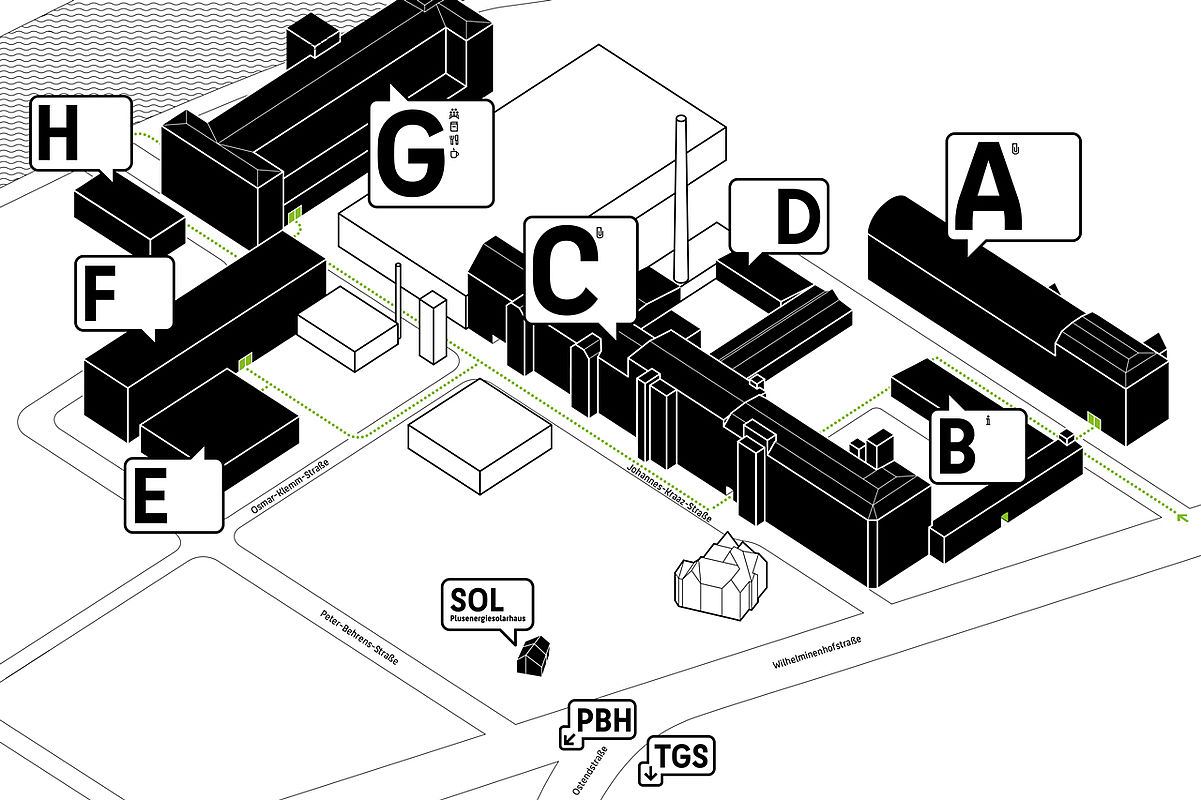 H
G
A
D
C
F
B
i
E
Osmar-Klemm-Straße
Johannes-Kraaz-Straße
SOL
Plusenergiesolarhaus
Peter-Behrens-Straße
Wilhelminenhofstraße
PBH
TGS
Ostendstraße